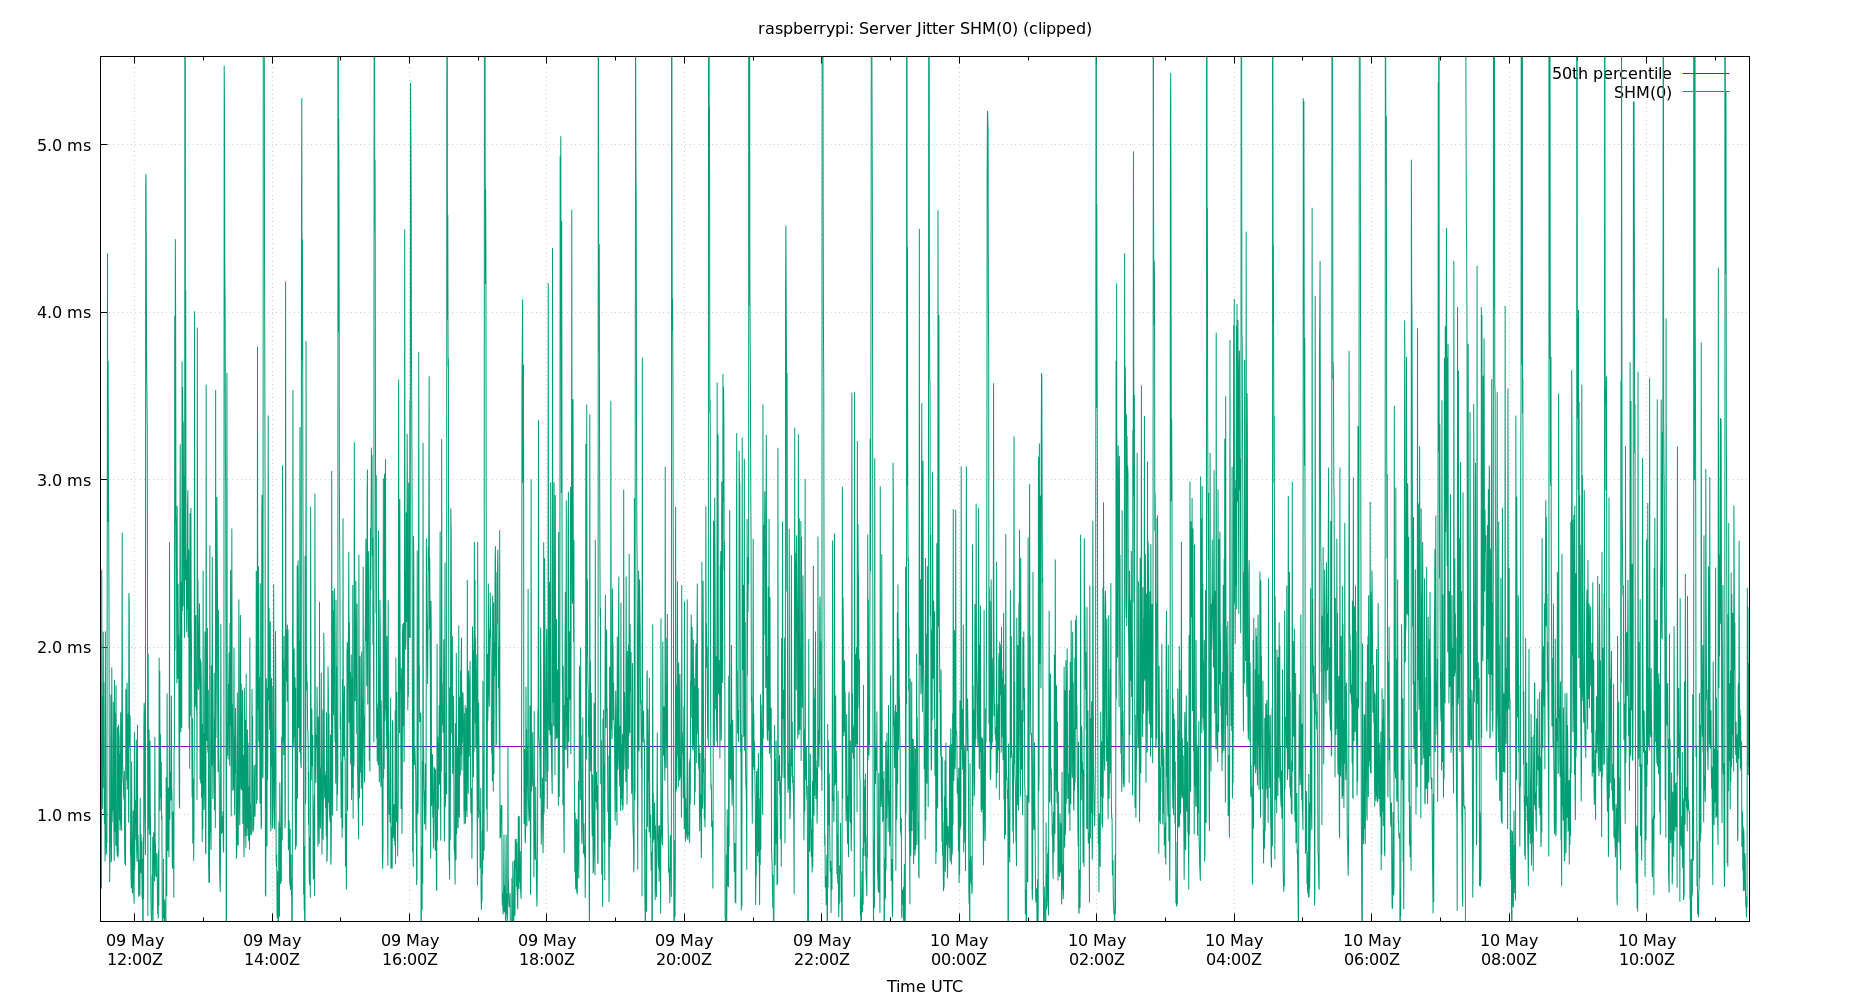 raspberrypi: Server Jitter SHM(0) (clipped)
50th percentile
SHM(0)
5.0 ms
4.0 ms
3.0 ms
2.0 ms
1.0 ms
09 May 09 May 09 May 09 May 09 May 09 May 10 May 10 May 10 May 10 May 10 May 10 May
12:00Z 14:00Z 16:00Z 18:00Z 20:00Z 22:00Z 00:00Z 02:00Z 04:00Z 06:00Z 08:00Z 10:00Z
Time UTC